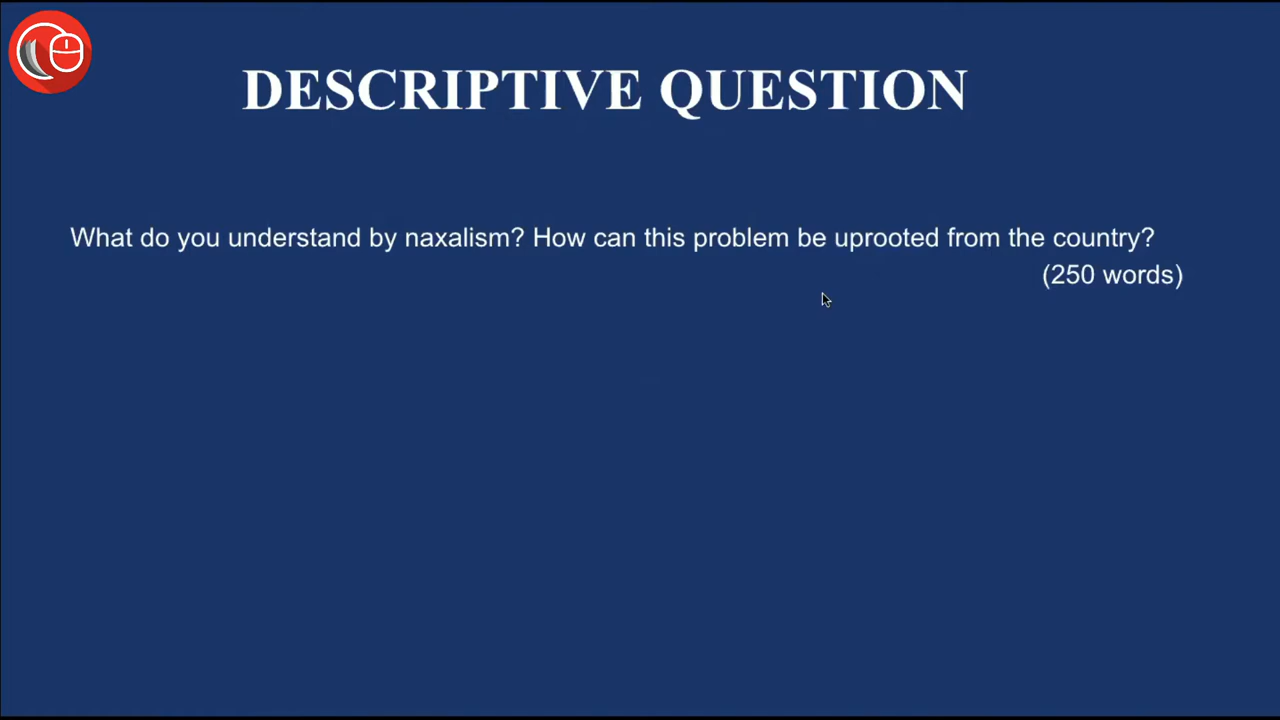 DESCRIPTIVE QUESTION
What do you understand by naxalism? How can this problem be uprooted from the country?
(250 words)